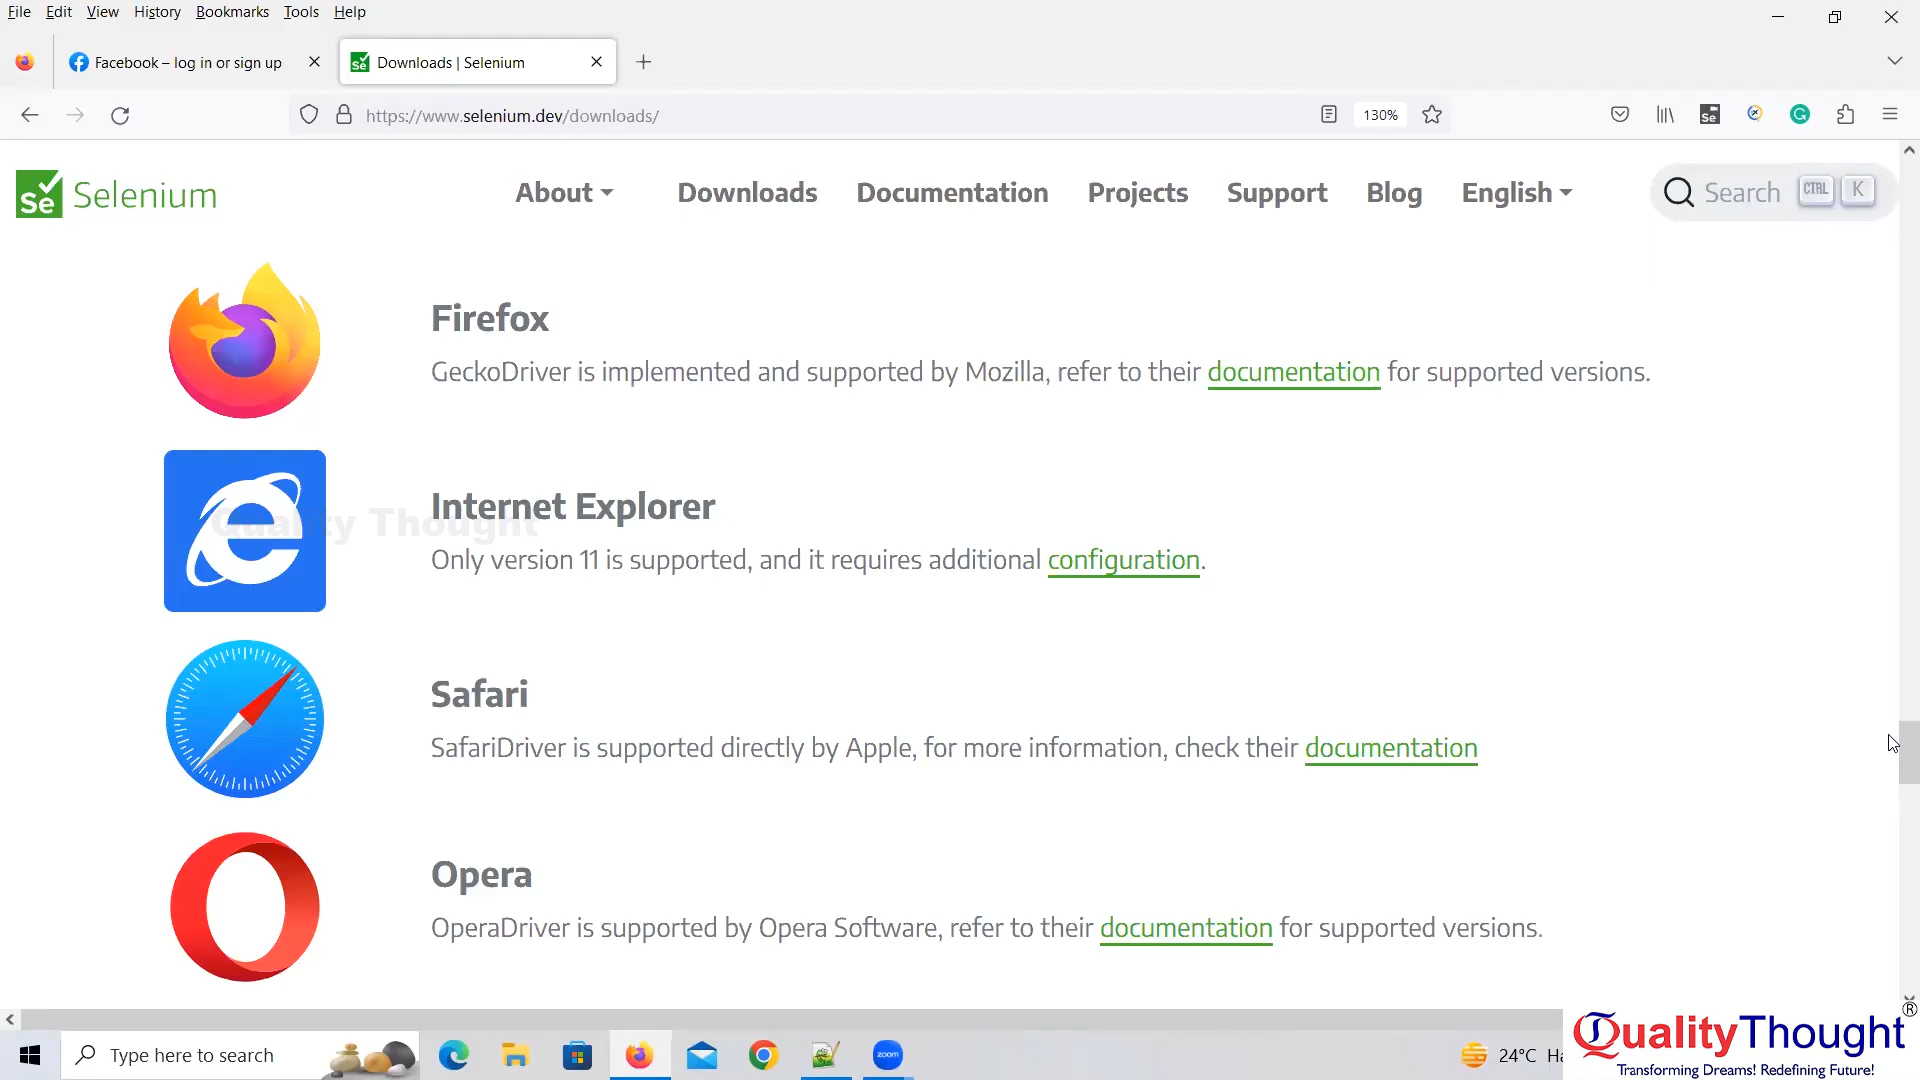 File Edit View History Bookmarks Tools Help
Facebook – log in or sign up
Downloads | Selenium
https://www.selenium.dev/downloads/
130%
Se
Selenium
About
Downloads
Documentation
Projects
Support
Blog
English
Search
CTRL K
Firefox
GeckoDriver is implemented and supported by Mozilla, refer to their documentation for supported versions.
Internet Explorer
Quality Thought
Only version 11 is supported, and it requires additional configuration.
Safari
SafariDriver is supported directly by Apple, for more information, check their documentation
Opera
OperaDriver is supported by Opera Software, refer to their documentation for supported versions.
Type here to search
zoom
24°C Ha
QualityThought®
Transforming Dreams! Redefining Future!